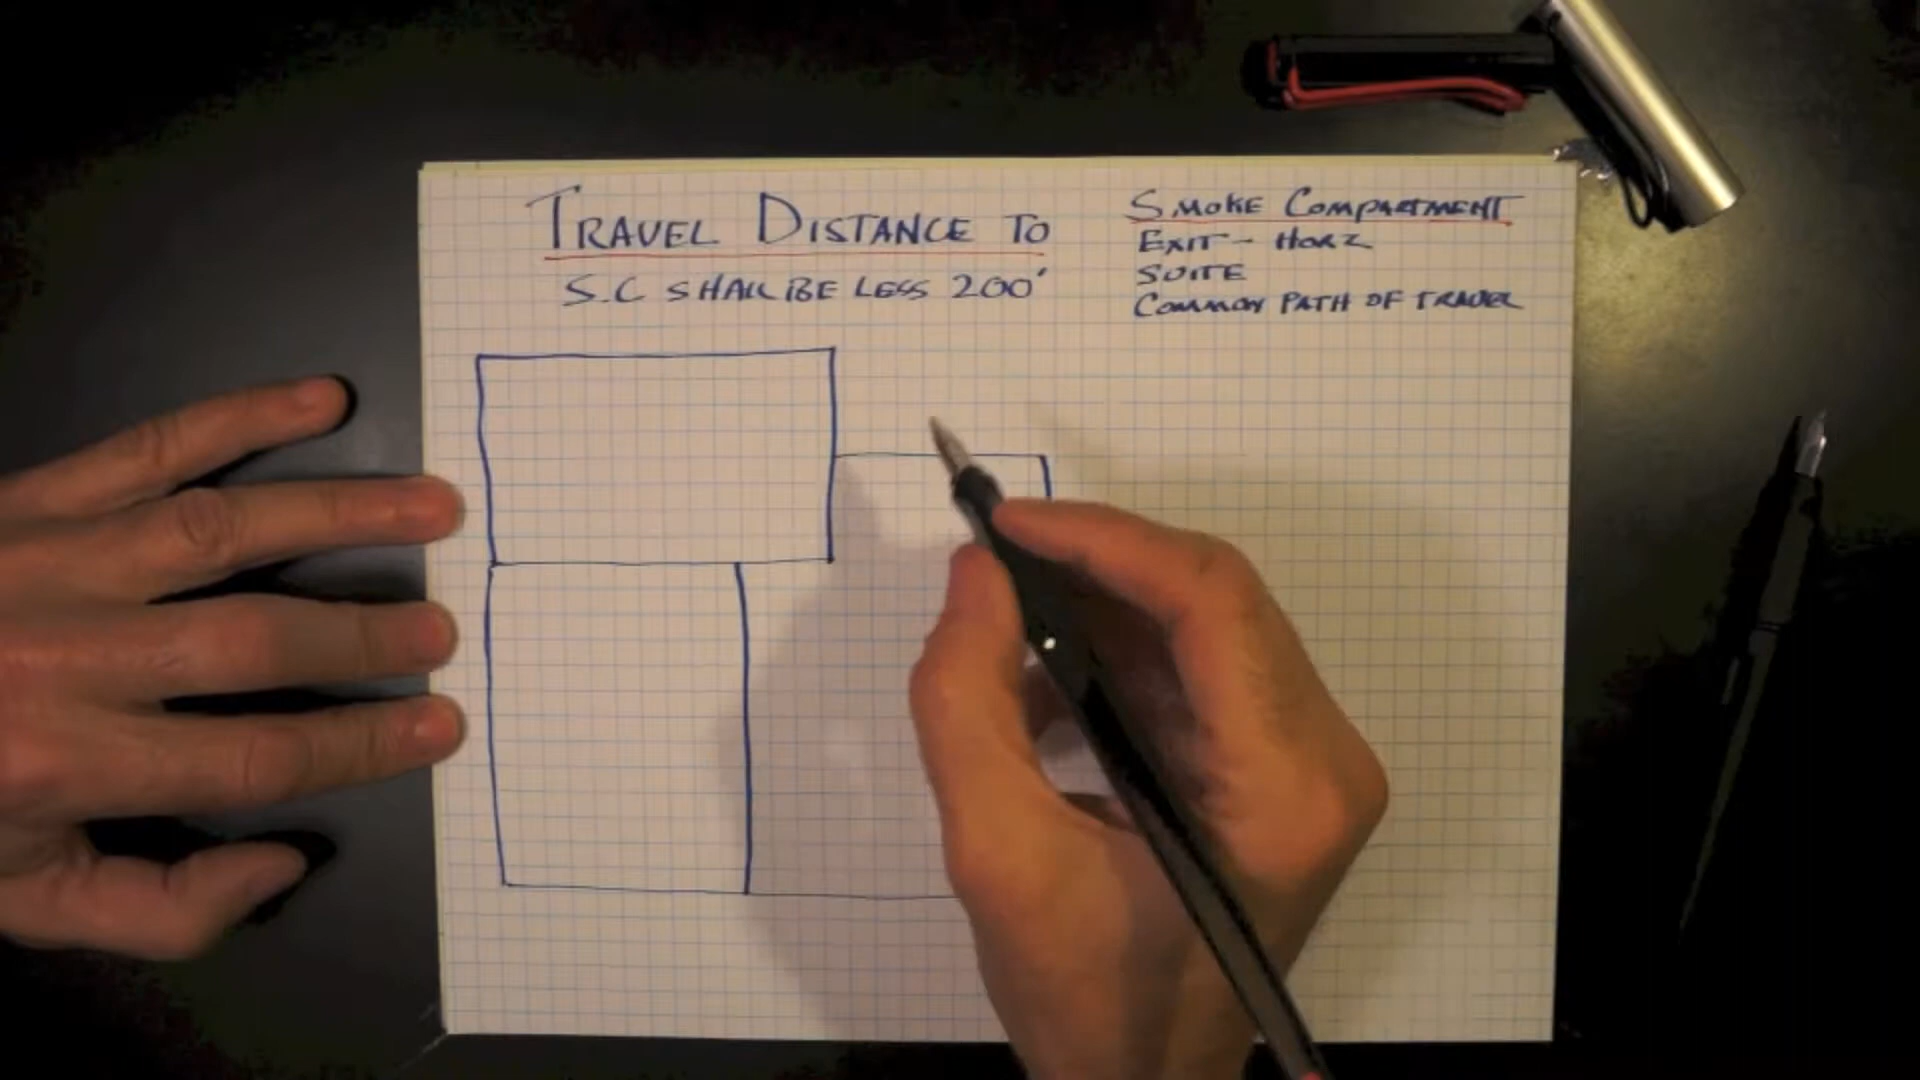 TRAVEL DISTANCE TO
S.C SHALL BE LESS 200'
SMOKE COMPARTMENT
EXIT - HORZ
SUITE
COMMON PATH OF TRAVEL